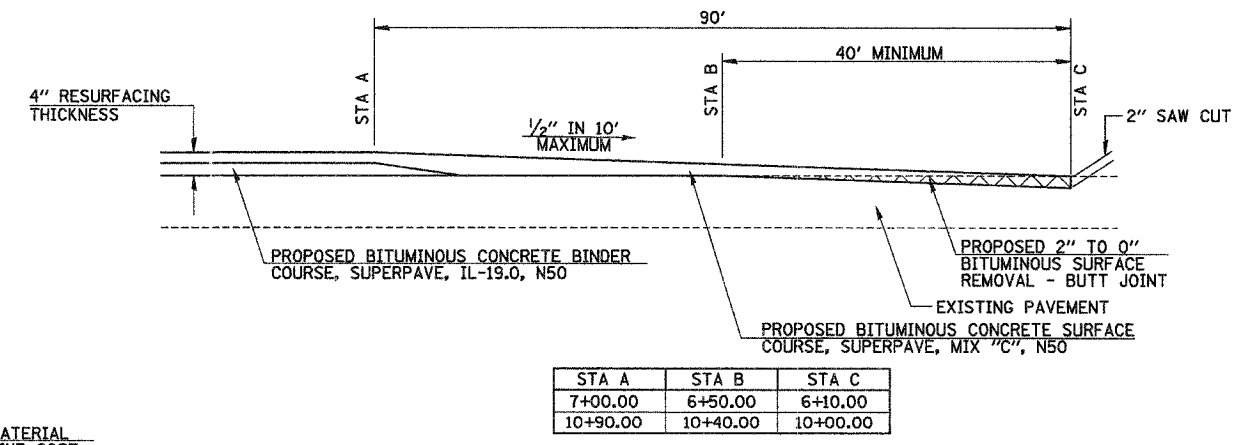 90'
40' MINIMUM
STA A
STA B
STA C
4" RESURFACING
THICKNESS
1/2" IN 10'
MAXIMUM
2" SAW CUT
PROPOSED BITUMINOUS CONCRETE BINDER
COURSE, SUPERPAVE, IL-19.0, N50
PROPOSED 2" TO 0"
BITUMINOUS SURFACE
REMOVAL - BUTT JOINT
EXISTING PAVEMENT
PROPOSED BITUMINOUS CONCRETE SURFACE
COURSE, SUPERPAVE, MIX "C", N50
STA A STA B STA C
7+00.00 6+50.00 6+10.00
10+90.00 10+40.00 10+00.00
ATERIAL